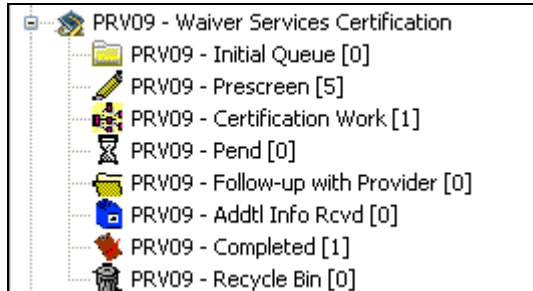 PRV09 - Waiver Services Certification
PRV09 - Initial Queue [0]
PRV09 - Prescreen [5]
PRV09 - Certification Work [1]
PRV09 - Pend [0]
PRV09 - Follow-up with Provider [0]
PRV09 - Addtl Info Rcvd [0]
PRV09 - Completed [1]
PRV09 - Recycle Bin [0]